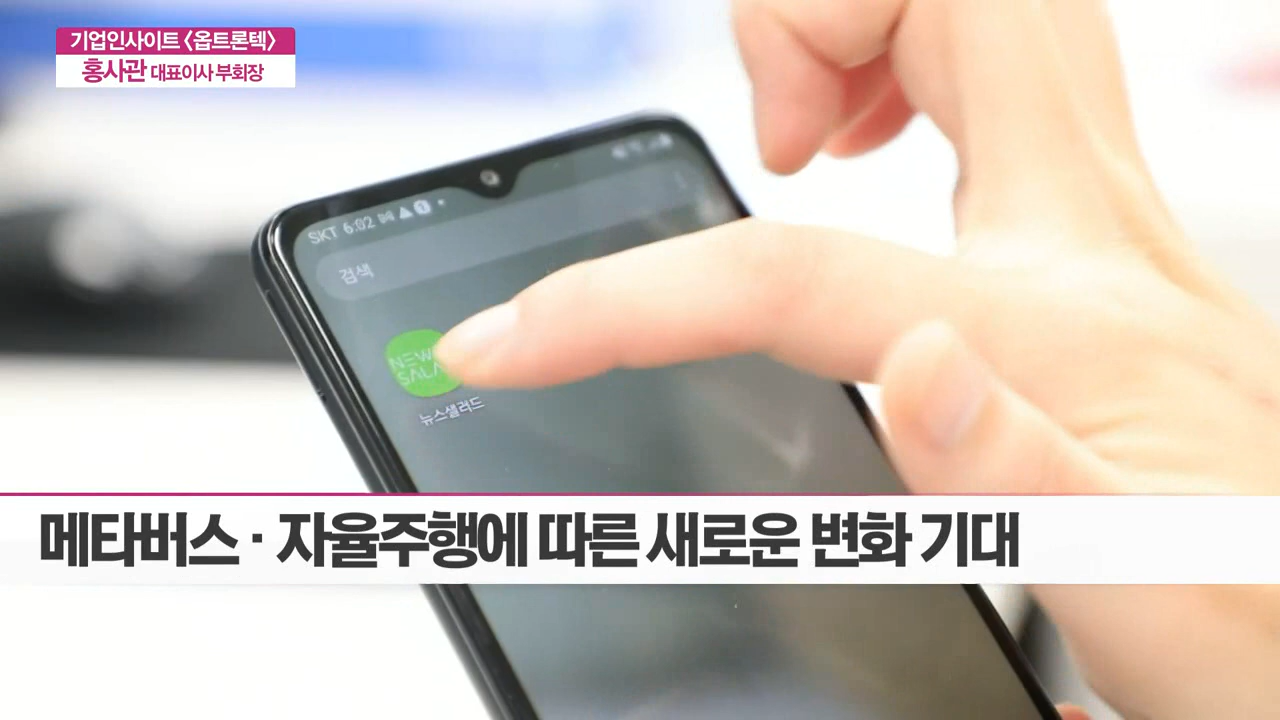 기업인사이트 <옵트론텍>
홍사관 대표이사 부회장
SKT 6:02
검색
뉴스샐러드
메타버스·자율주행에 따른 새로운 변화 기대